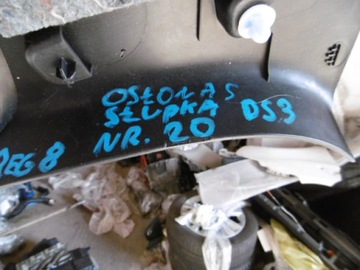 OSŁONA S
SŁUPKA DS3
NR. 20
REG 8